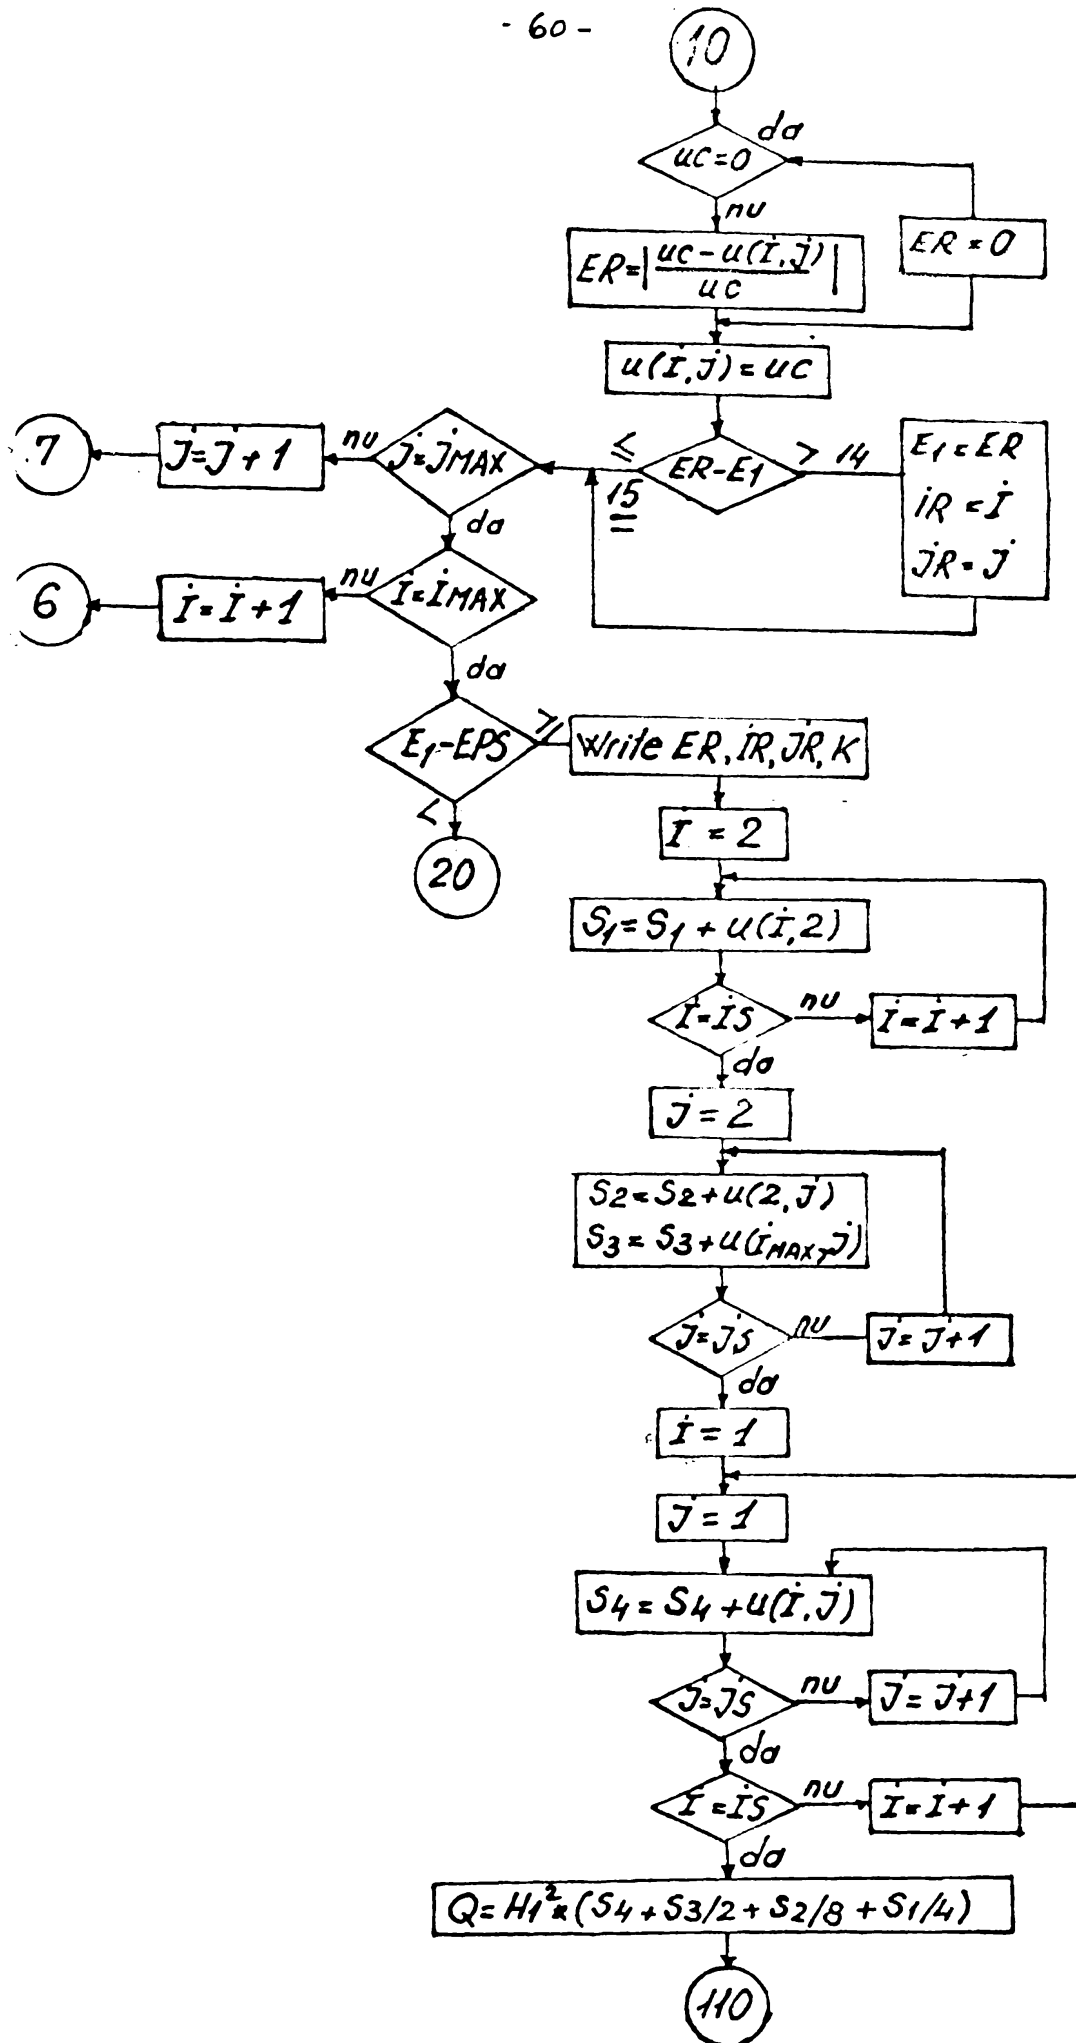 - 60 -
10
da
uc=0
nu
ER = 0
ER=|uc-u(i,j)/uc|
u(i,j)=uc
7
j=j+1
nu
j=jMAX
≤
15
ER-E1
> 14
E1=ER
iR=i
jR=j
da
6
i=i+1
nu
i=iMAX
da
E1-EPS
≥
Write ER, iR, jR, K
<
20
I = 2
S1=S1+u(i,2)
i=iS
nu
i=i+1
da
j=2
S2=S2+u(2,j)
S3=S3+u(iMAX,j)
j=jS
nu
j=j+1
da
i=1
j=1
S4=S4+u(i,j)
j=jS
nu
j=j+1
da
i=iS
nu
i=i+1
da
Q=H1²*(S4+S3/2+S2/8+S1/4)
110